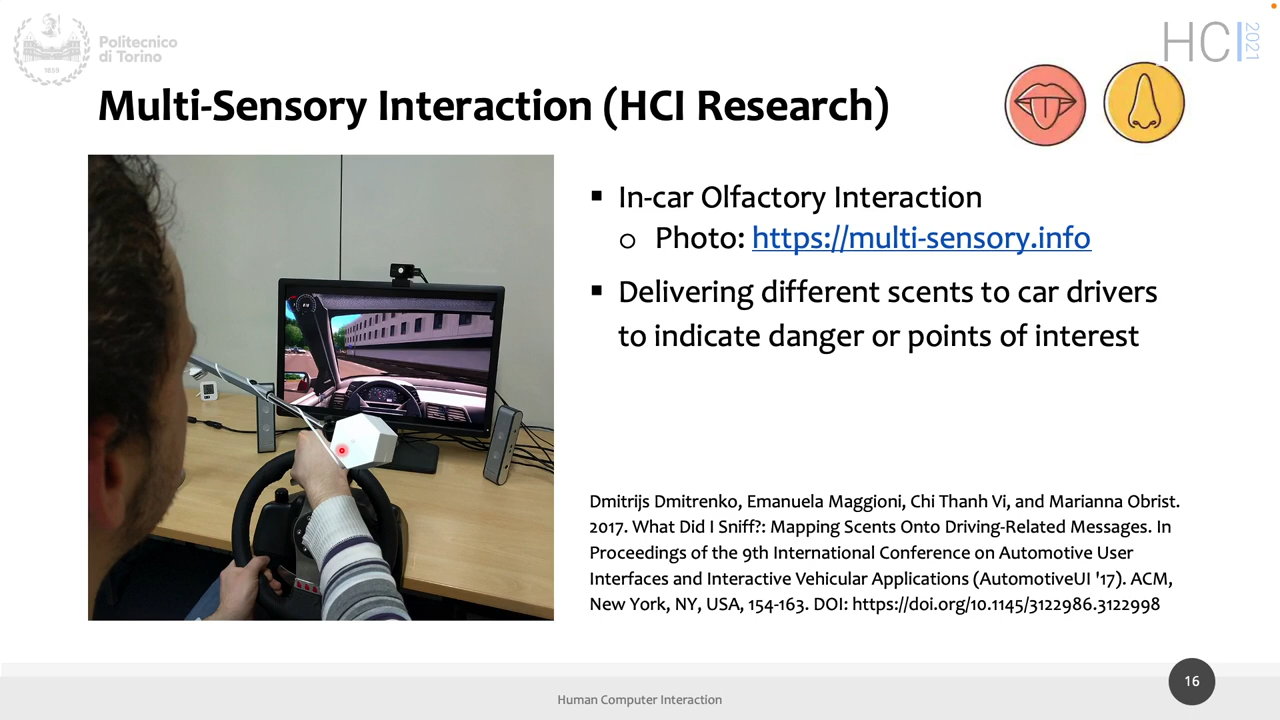 Politecnico
di Torino
1859
HCI
2021
Multi-Sensory Interaction (HCI Research)
▪ In-car Olfactory Interaction
o Photo: https://multi-sensory.info
▪ Delivering different scents to car drivers
to indicate danger or points of interest
Dmitrijs Dmitrenko, Emanuela Maggioni, Chi Thanh Vi, and Marianna Obrist.
2017. What Did I Sniff?: Mapping Scents Onto Driving-Related Messages. In
Proceedings of the 9th International Conference on Automotive User
Interfaces and Interactive Vehicular Applications (AutomotiveUI '17). ACM,
New York, NY, USA, 154-163. DOI: https://doi.org/10.1145/3122986.3122998
Human Computer Interaction
16